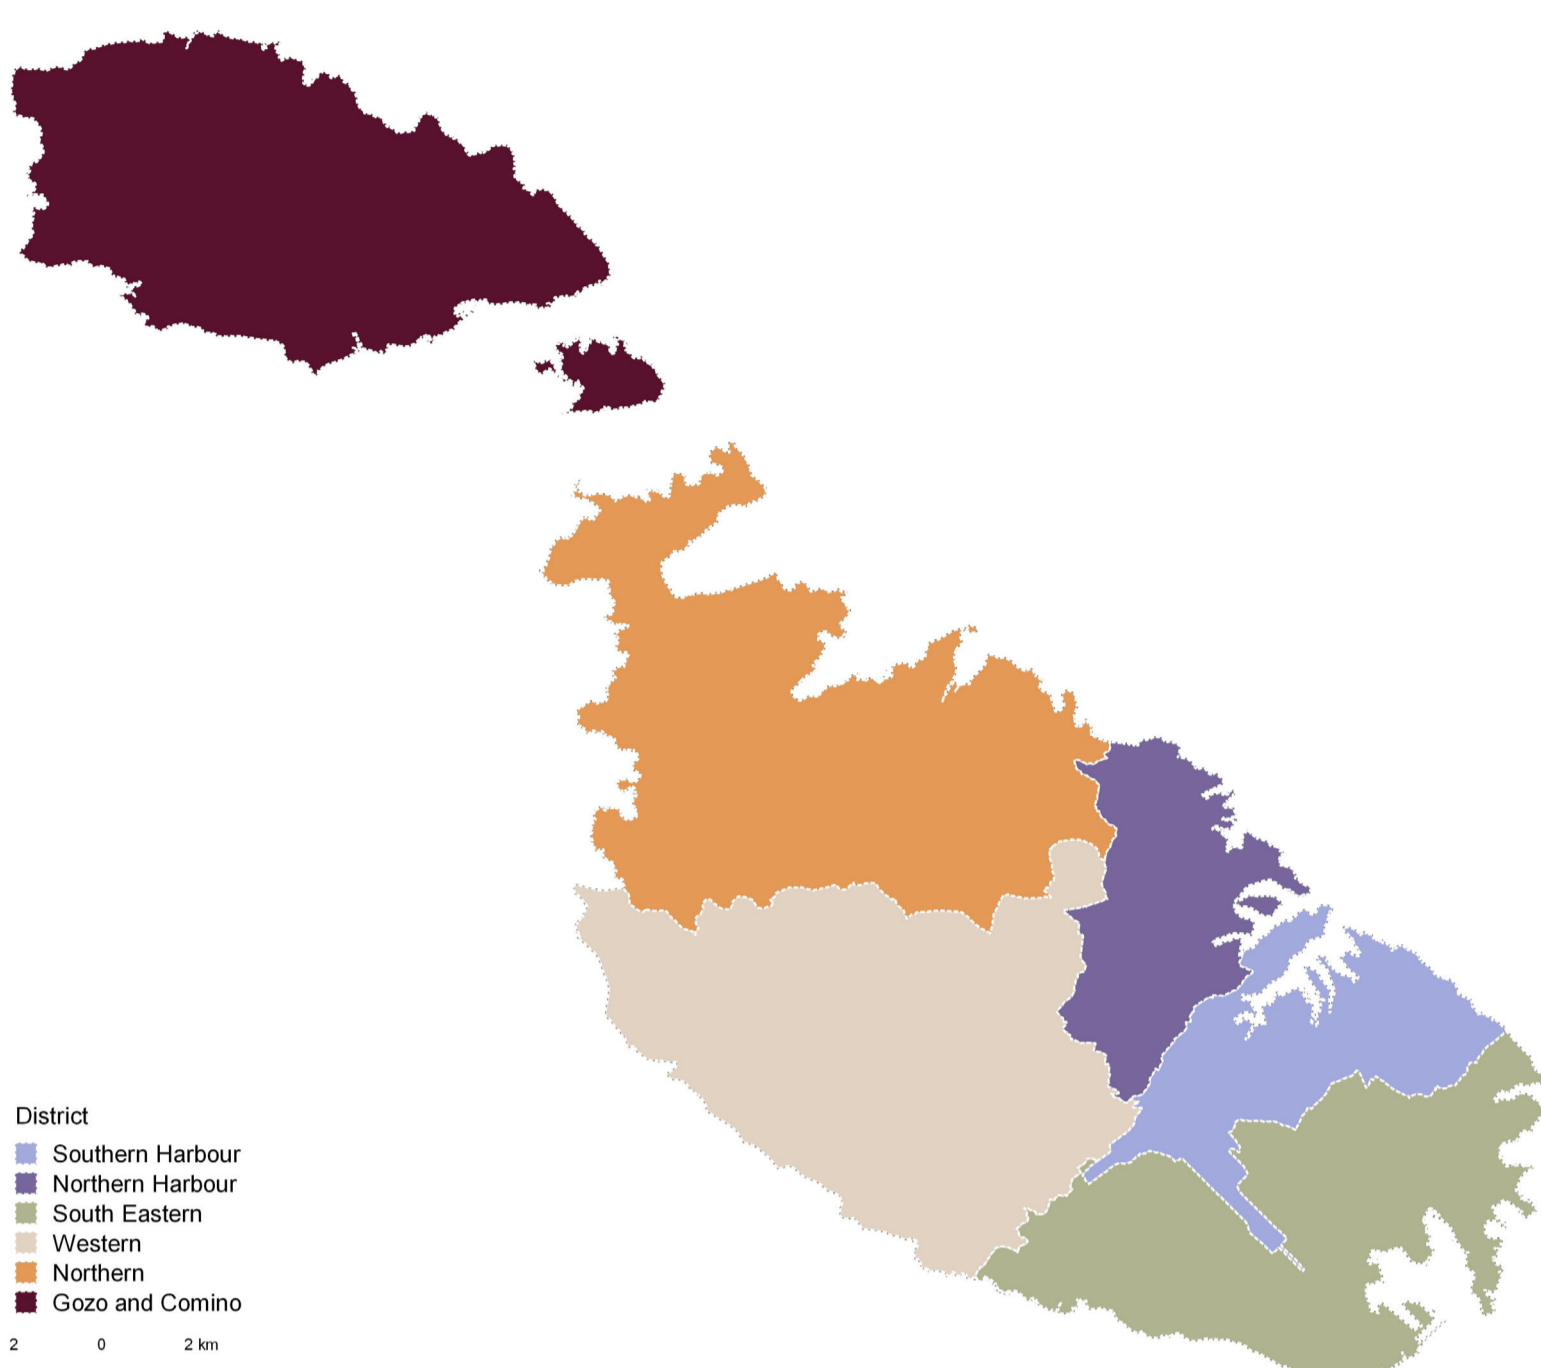 District
Southern Harbour
Northern Harbour
South Eastern
Western
Northern
Gozo and Comino
2 0 2 km